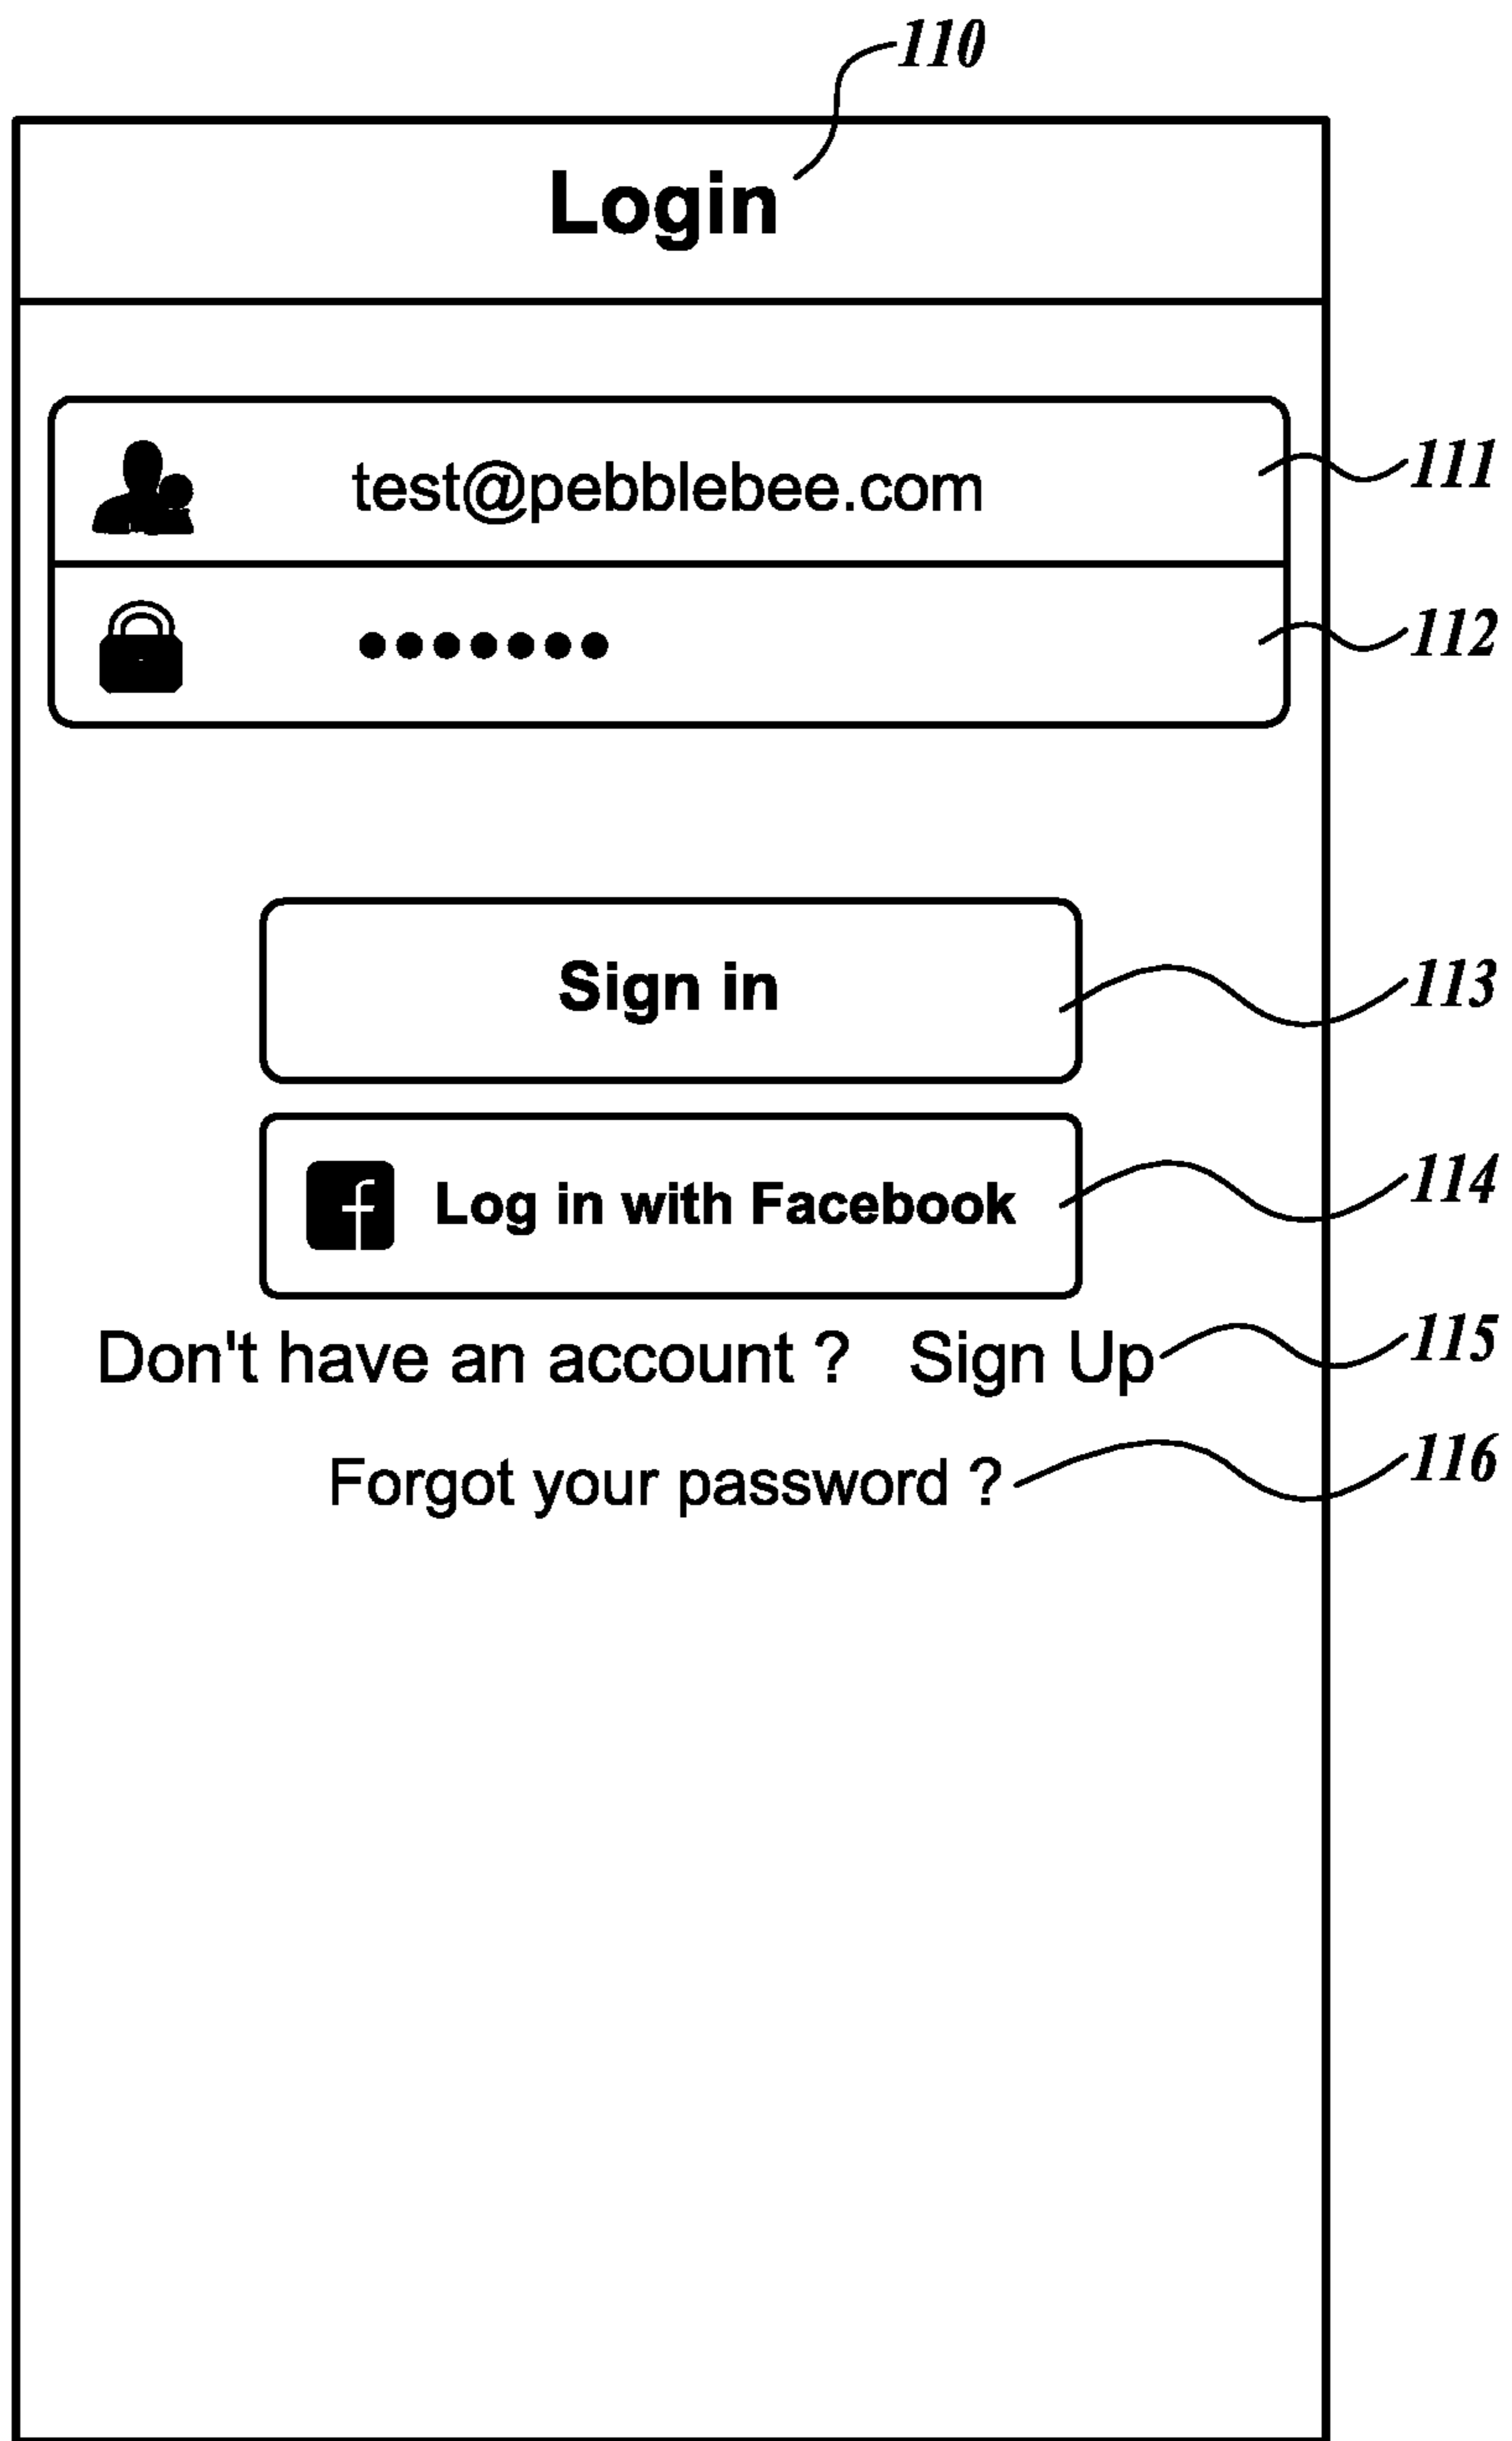 110
Login
test@pebblebee.com 111
••••••• 112
Sign in 113
f Log in with Facebook 114
Don't have an account ? Sign Up 115
Forgot your password ? 116